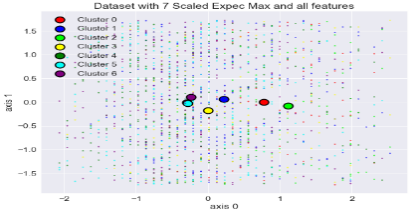 Dataset with 7 Scaled Expec Max and all features
Cluster 0
Cluster 1
Cluster 2
Cluster 3
Cluster 4
Cluster 5
Cluster 6
1.5
1.0
0.5
0.0
−0.5
−1.0
−1.5
axis 1
−2 −1 0 1 2
axis 0